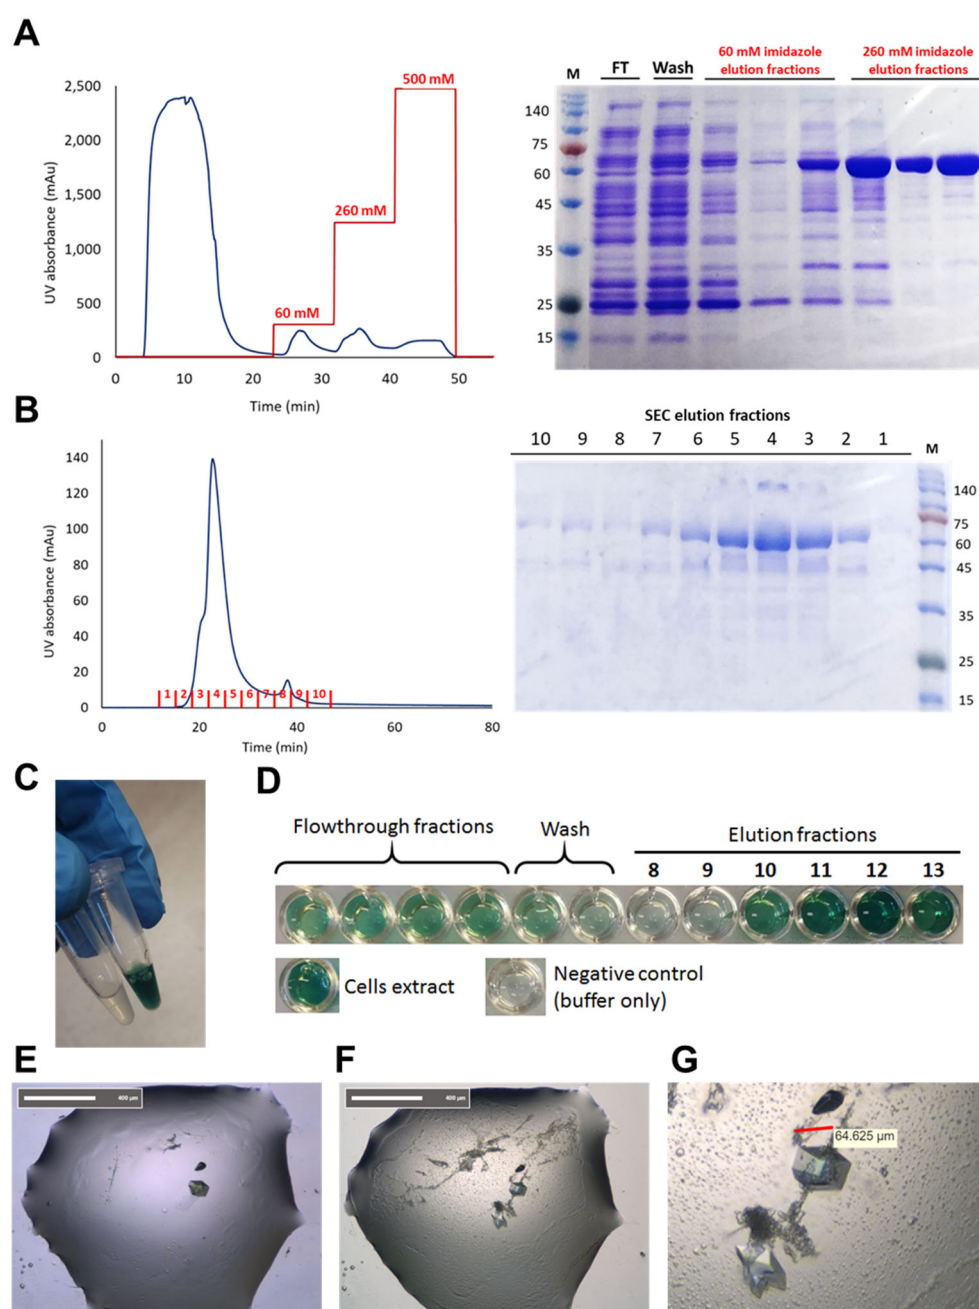 A
2,500
2,000
1,500
1,000
500
0
UV absorbance (mAu)
60 mM
260 mM
500 mM
0 10 20 30 40 50
Time (min)
M FT Wash 60 mM imidazole elution fractions 260 mM imidazole elution fractions
140
75
60
45
35
25
15
B
140
120
100
80
60
40
20
0
UV absorbance (mAu)
1 2 3 4 5 6 7 8 9 10
0 20 40 60 80
Time (min)
SEC elution fractions
10 9 8 7 6 5 4 3 2 1 M
140
75
60
45
35
25
15
C
D
Flowthrough fractions Wash Elution fractions
8 9 10 11 12 13
Cells extract
Negative control
(buffer only)
E
400 µm
F
400 µm
G
64.625 µm